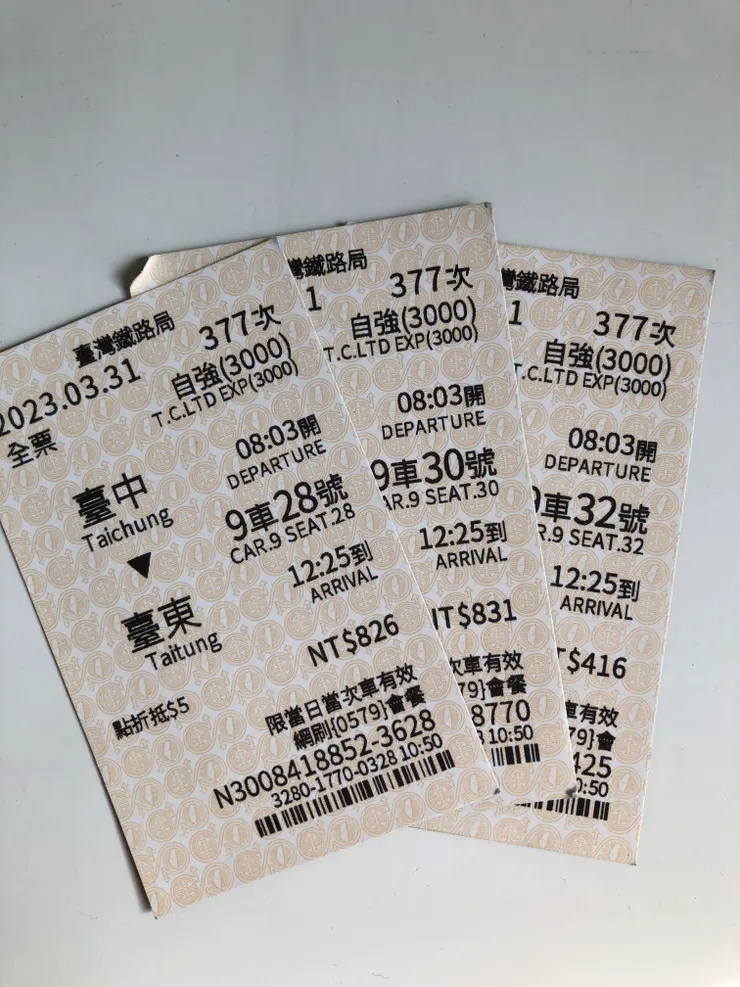 臺灣鐵路局
2023.03.31
377次
全票
自強(3000)
T.C.LTD EXP(3000)
08:03開
DEPARTURE
臺中
Taichung
9車28號
CAR.9 SEAT.28
12:25到
ARRIVAL
臺東
Taitung
NT$826
點折抵$5
限當日當次車有效
網刷{0579}會餐
N3008418852-3628
3280-1770-0328 10:50
灣鐵路局
1
377次
自強(3000)
T.C.LTD EXP(3000)
08:03開
DEPARTURE
9車30號
AR.9 SEAT.30
12:25到
ARRIVAL
NT$831
次車有效
79}會餐
8770
10:50
灣鐵路局
1
377次
自強(3000)
T.C.LTD EXP(3000)
08:03開
DEPARTURE
9車32號
R.9 SEAT.32
12:25到
ARRIVAL
T$416
車有效
79}會
425
0:50